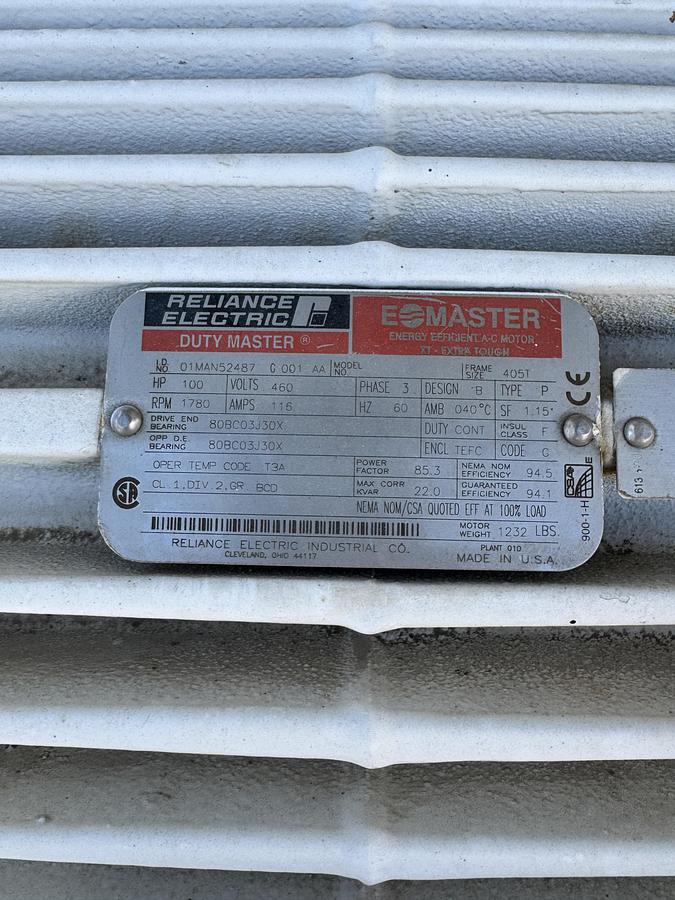 RELIANCE
ELECTRIC
DUTY MASTER ®
E MASTER
ENERGY EFFICIENT A-C MOTOR
XT - EXTRA TOUGH
I.D. NO. 01MAN52487 G 001 AA MODEL NO. FRAME SIZE 405T
HP 100 VOLTS 460 PHASE 3 DESIGN B TYPE P
RPM 1780 AMPS 116 HZ 60 AMB 040°C SF 1.15
DRIVE END BEARING 80BC03J30X DUTY CONT INSUL CLASS F
OPP D.E. BEARING 80BC03J30X ENCL TEFC CODE G
OPER TEMP CODE T3A POWER FACTOR 85.3 NEMA NOM EFFICIENCY 94.5
CL.1,DIV.2,GR. BCD MAX CORR KVAR 22.0 GUARANTEED EFFICIENCY 94.1
NEMA NOM/CSA QUOTED EFF AT 100% LOAD
MOTOR WEIGHT 1232 LBS.
RELIANCE ELECTRIC INDUSTRIAL CO. PLANT 010
CLEVELAND, OHIO 44117 MADE IN U.S.A.
CE
SA
CSA
E
900-1-H
613